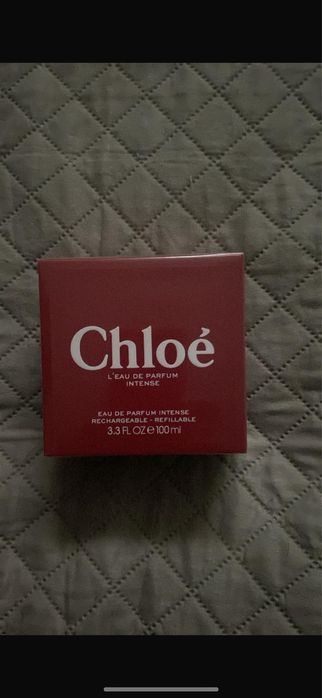 Chloé
L'EAU DE PARFUM
INTENSE
EAU DE PARFUM INTENSE
RECHARGEABLE - REFILLABLE
3.3 FL OZ e 100 ml